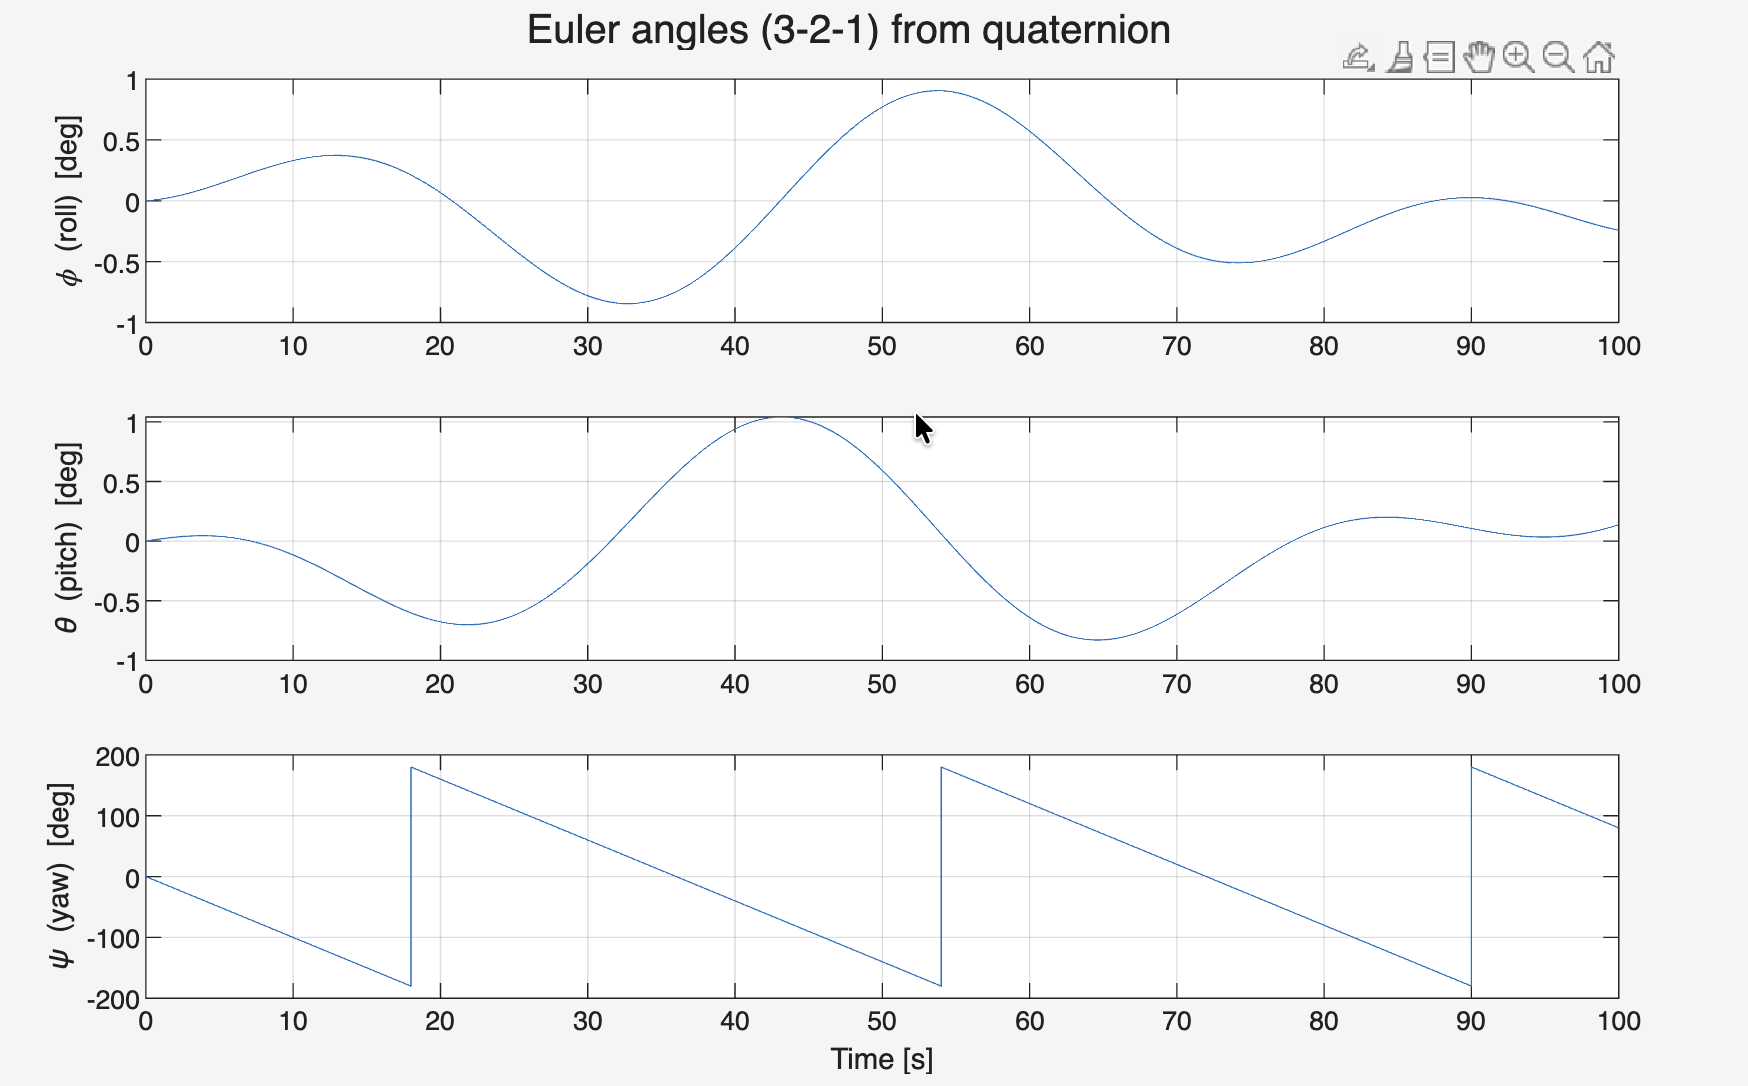 Euler angles (3-2-1) from quaternion
ϕ (roll) [deg]
1
0.5
0
-0.5
-1
0 10 20 30 40 50 60 70 80 90 100
θ (pitch) [deg]
1
0.5
0
-0.5
-1
0 10 20 30 40 50 60 70 80 90 100
ψ (yaw) [deg]
200
100
0
-100
-200
0 10 20 30 40 50 60 70 80 90 100
Time [s]